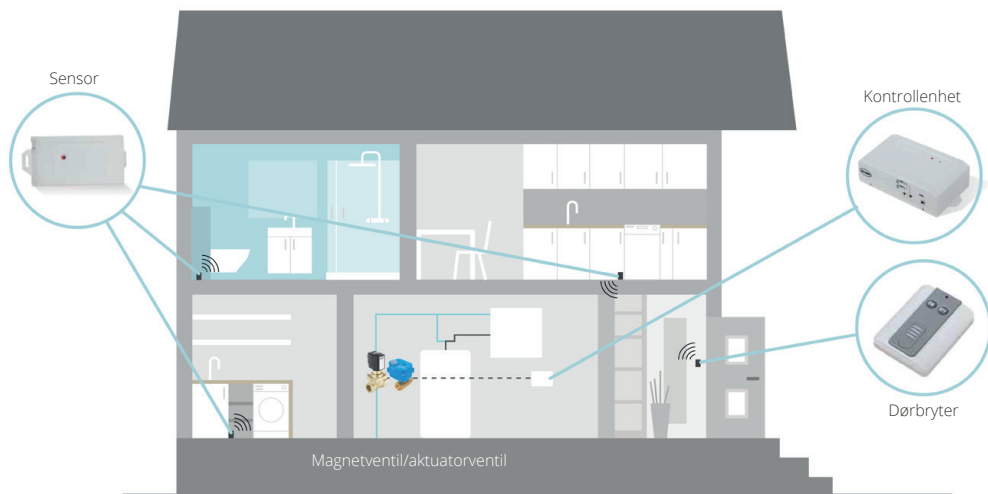 Sensor
Kontrollenhet
Dørbryter
Magnetventil/aktuatorventil